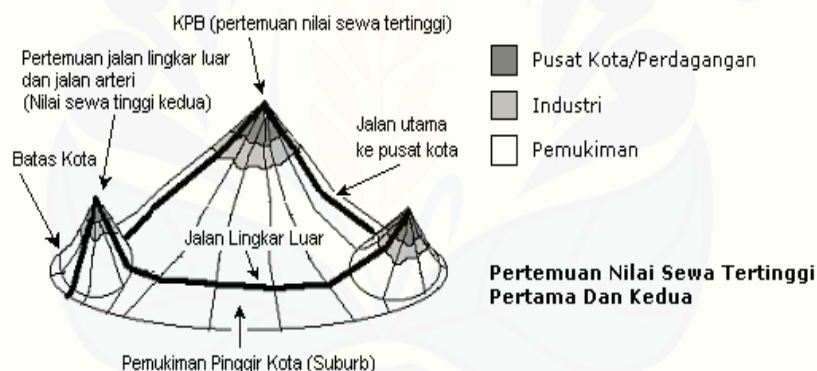 KPB (pertemuan nilai sewa tertinggi)
Pertemuan jalan lingkar luar
dan jalan arteri
(Nilai sewa tinggi kedua)
Batas Kota
Jalan utama
ke pusat kota
Jalan Lingkar Luar
Pemukiman Pinggir Kota (Suburb)
Pusat Kota/Perdagangan
Industri
Pemukiman
Pertemuan Nilai Sewa Tertinggi
Pertama Dan Kedua